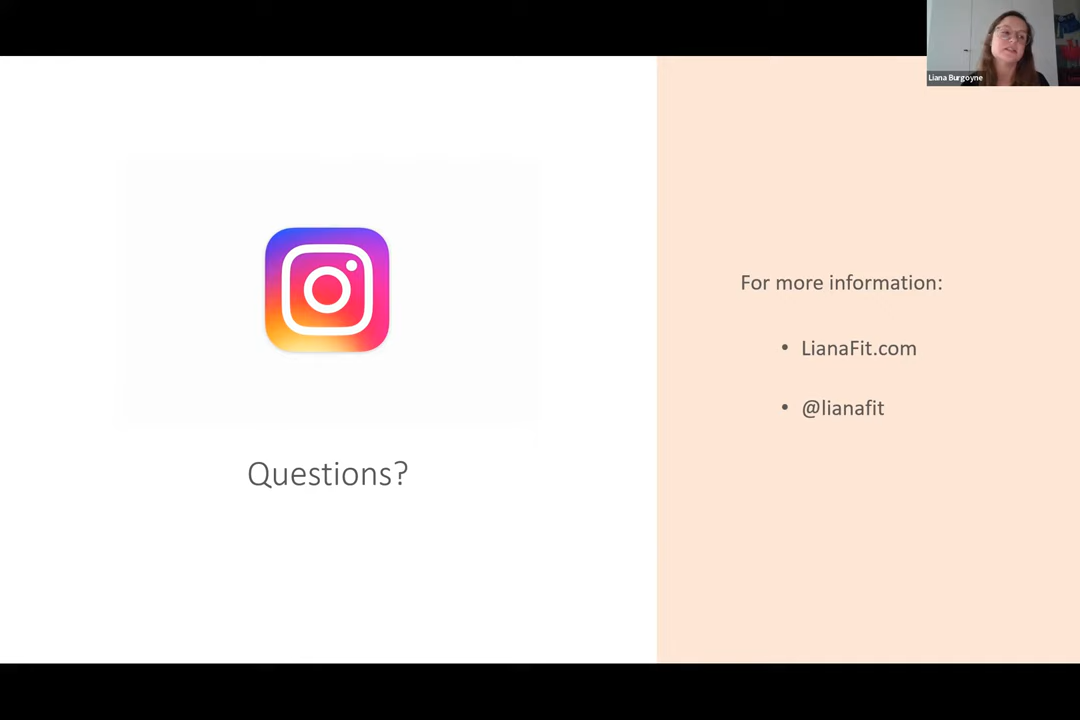 Liana Burgoyne
Questions?
For more information:
• LianaFit.com
• @lianafit